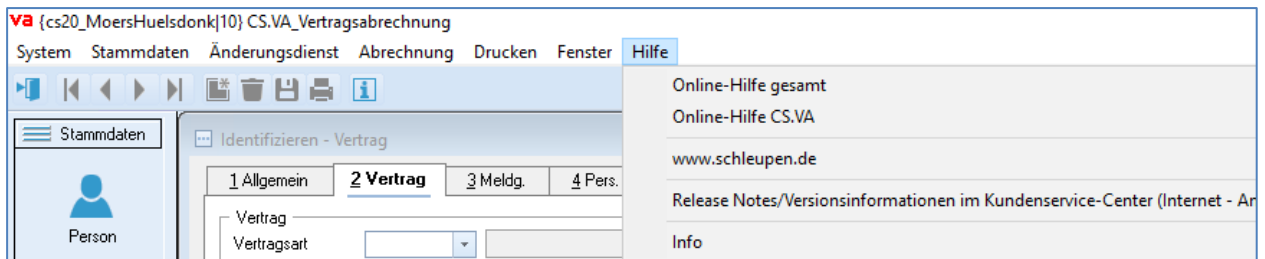 va {cs20_MoersHuelsdonk|10} CS.VA_Vertragsabrechnung
System Stammdaten Änderungsdienst Abrechnung Drucken Fenster Hilfe
Online-Hilfe gesamt
Online-Hilfe CS.VA
www.schleupen.de
Release Notes/Versionsinformationen im Kundenservice-Center (Internet - Ar
Info
Stammdaten
Person
Identifizieren - Vertrag
1 Allgemein 2 Vertrag 3 Meldg. 4 Pers.
Vertrag
Vertragsart